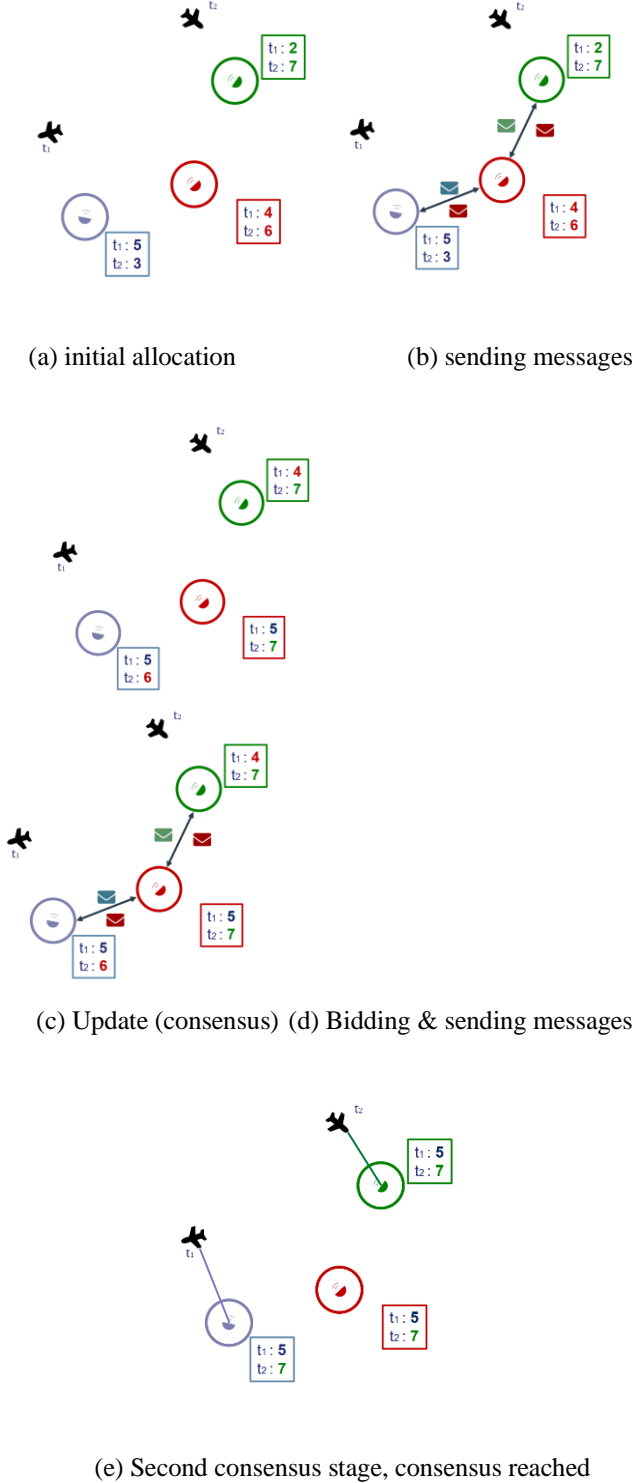 t₂
t₁: 2
t₂: 7
t₁
t₁: 4
t₂: 6
t₁: 5
t₂: 3
(a) initial allocation
t₂
t₁: 2
t₂: 7
t₁
t₁: 4
t₂: 6
t₁: 5
t₂: 3
(b) sending messages
t₂
t₁: 4
t₂: 7
t₁
t₁: 5
t₂: 7
t₁: 5
t₂: 6
t₂
t₁: 4
t₂: 7
t₁
t₁: 5
t₂: 7
t₁: 5
t₂: 6
(c) Update (consensus) (d) Bidding & sending messages
t₂
t₁: 5
t₂: 7
t₁
t₁: 5
t₂: 7
t₁: 5
t₂: 7
(e) Second consensus stage, consensus reached